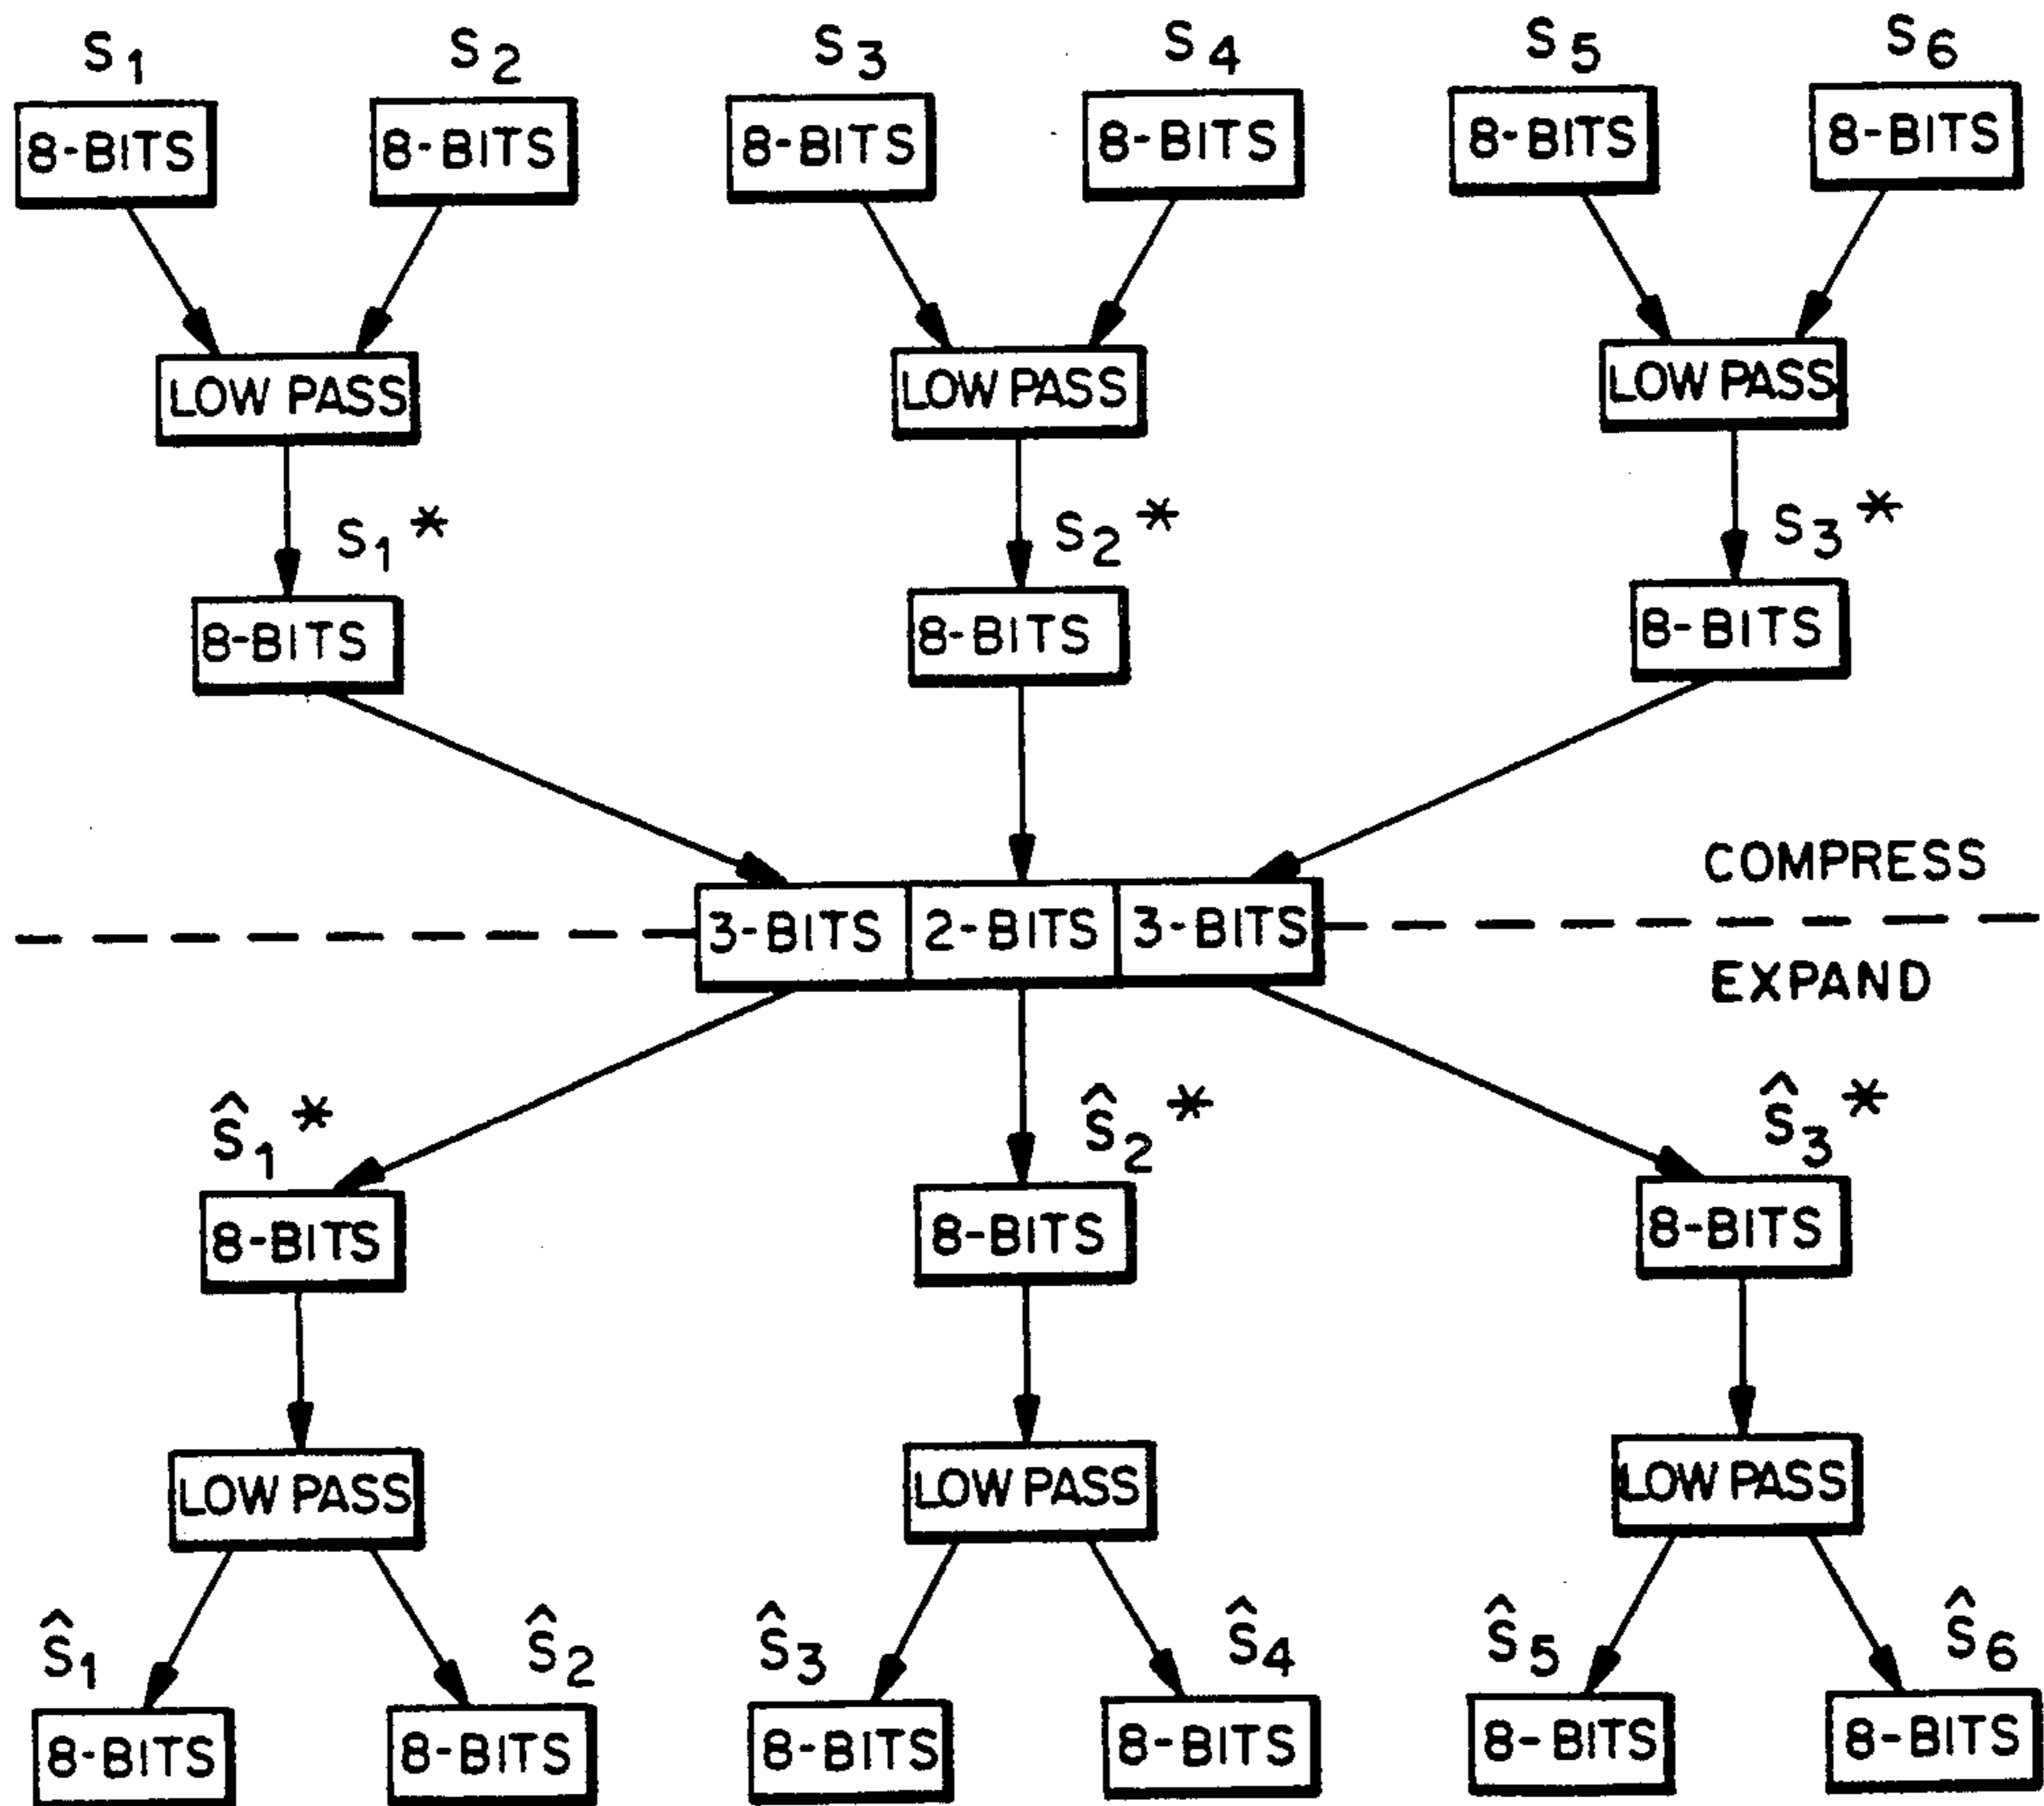 S1 S2 S3 S4 S5 S6
8-BITS 8-BITS 8-BITS 8-BITS 8-BITS 8-BITS
LOW PASS LOW PASS LOW PASS
S1* S2* S3*
8-BITS 8-BITS 8-BITS
COMPRESS
3-BITS 2-BITS 3-BITS
EXPAND
Ŝ1* Ŝ2* Ŝ3*
8-BITS 8-BITS 8-BITS
LOW PASS LOW PASS LOW PASS
Ŝ1 Ŝ2 Ŝ3 Ŝ4 Ŝ5 Ŝ6
8-BITS 8-BITS 8-BITS 8-BITS 8-BITS 8-BITS